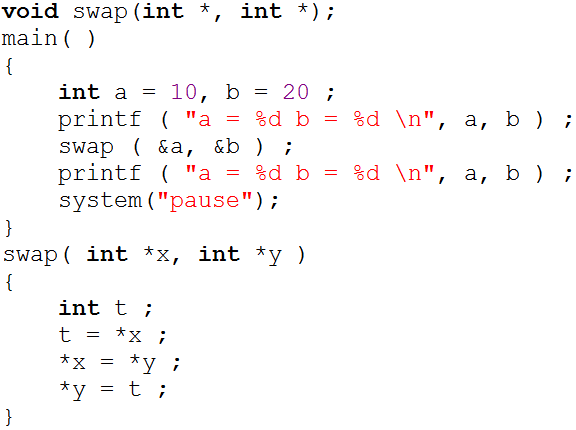 void swap(int *, int *);
main( )
{
    int a = 10, b = 20 ;
    printf ( "a = %d b = %d \n", a, b ) ;
    swap ( &a, &b ) ;
    printf ( "a = %d b = %d \n", a, b ) ;
    system("pause");
}
swap( int *x, int *y )
{
    int t ;
    t = *x ;
    *x = *y ;
    *y = t ;
}